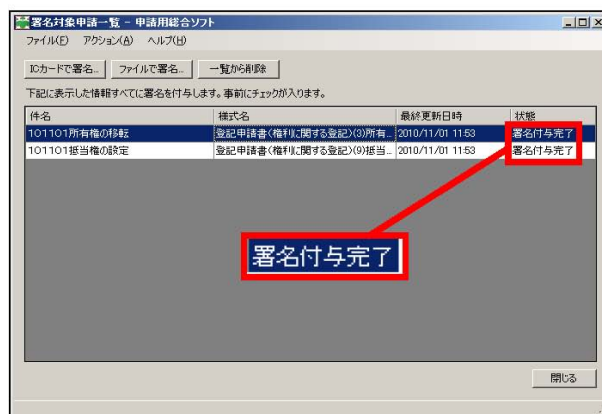 署名対象申請一覧 - 申請用総合ソフト
ファイル(F) アクション(A) ヘルプ(H)
ICカードで署名... ファイルで署名... 一覧から削除
下記に表示した情報すべてに署名を付与します。事前にチェックが入ります。
件名 様式名 最終更新日時 状態
101101所有権の移転 登記申請書(権利に関する登記)(3)所有... 2010/11/01 11:53 署名付与完了
101101抵当権の設定 登記申請書(権利に関する登記)(9)抵当... 2010/11/01 11:53 署名付与完了
署名付与完了
閉じる